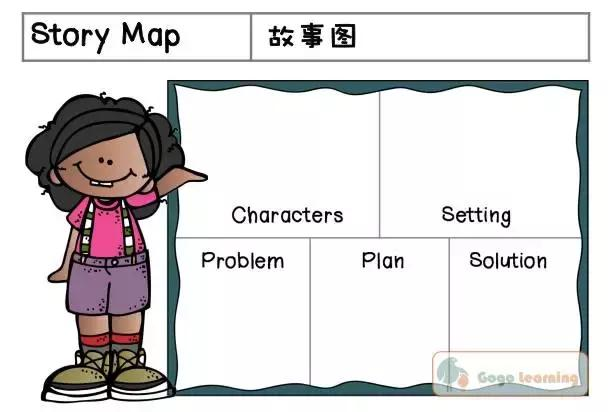 Story Map 故事图
Characters Setting
Problem Plan Solution
Gogo Learning